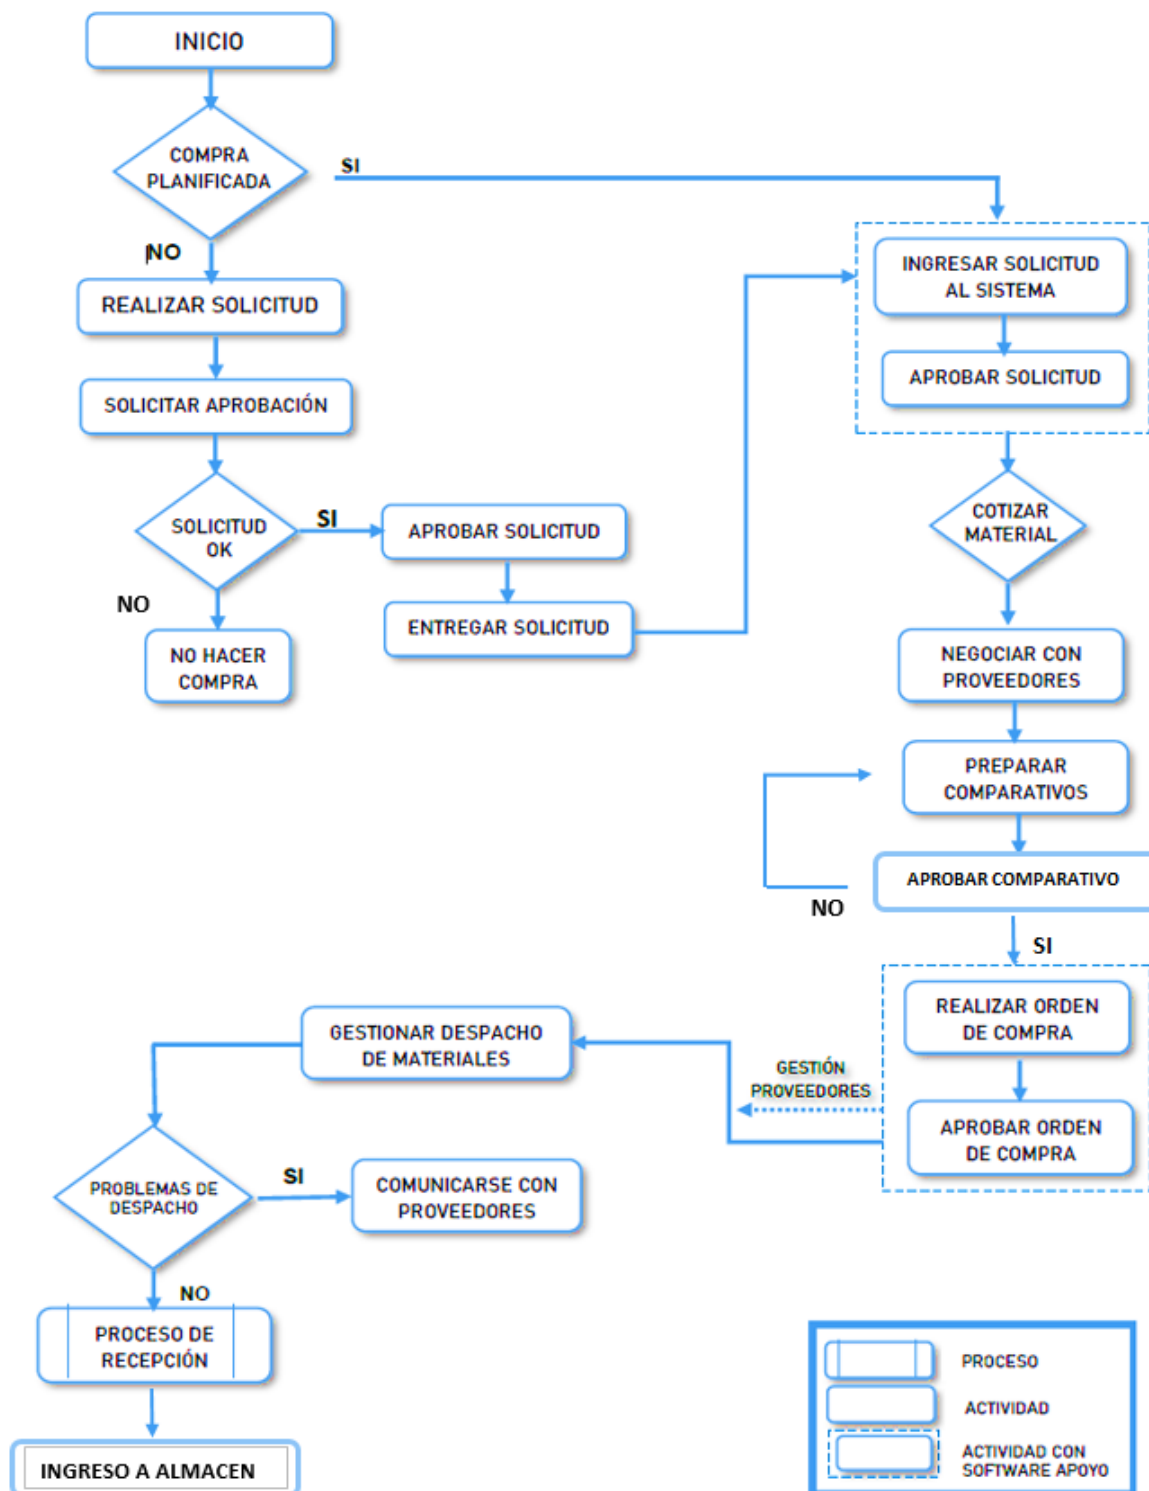 INICIO
COMPRA
PLANIFICADA
SI
NO
REALIZAR SOLICITUD
SOLICITAR APROBACIÓN
SOLICITUD
OK
SI
NO
NO HACER
COMPRA
APROBAR SOLICITUD
ENTREGAR SOLICITUD
INGRESAR SOLICITUD
AL SISTEMA
APROBAR SOLICITUD
COTIZAR
MATERIAL
NEGOCIAR CON
PROVEEDORES
PREPARAR
COMPARATIVOS
APROBAR COMPARATIVO
NO
SI
REALIZAR ORDEN
DE COMPRA
APROBAR ORDEN
DE COMPRA
GESTIÓN
PROVEEDORES
GESTIONAR DESPACHO
DE MATERIALES
PROBLEMAS DE
DESPACHO
SI
COMUNICARSE CON
PROVEEDORES
NO
PROCESO DE
RECEPCIÓN
INGRESO A ALMACEN
PROCESO
ACTIVIDAD
ACTIVIDAD CON
SOFTWARE APOYO